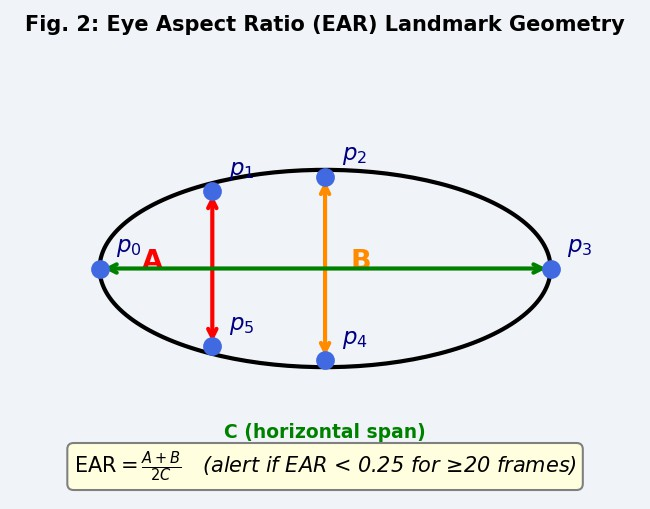 Fig. 2: Eye Aspect Ratio (EAR) Landmark Geometry
p₁
p₂
p₀
A
B
p₃
p₅
p₄
C (horizontal span)
EAR = (A + B)/(2C) (alert if EAR < 0.25 for ≥20 frames)